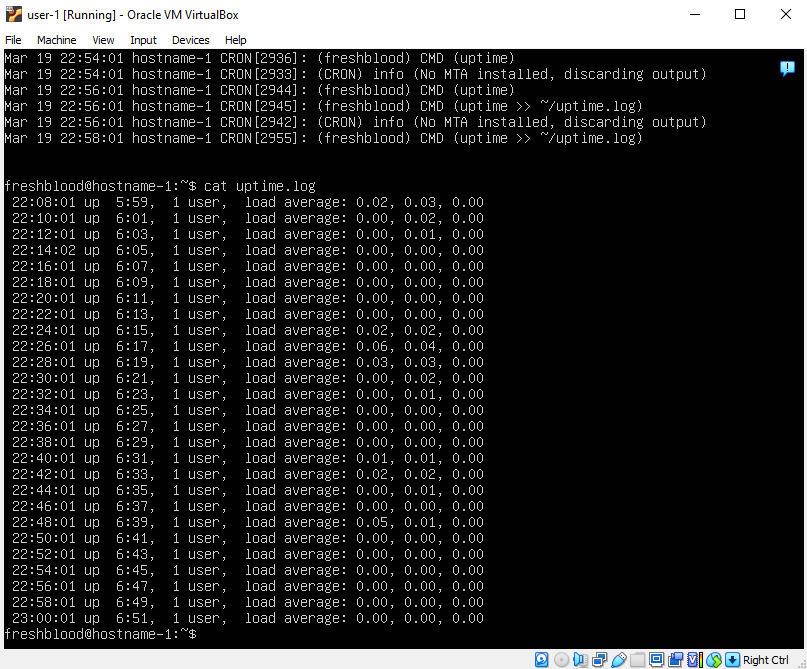 user-1 [Running] - Oracle VM VirtualBox
File Machine View Input Devices Help
Mar 19 22:54:01 hostname-1 CRON[2936]: (freshblood) CMD (uptime)
Mar 19 22:54:01 hostname-1 CRON[2933]: (CRON) info (No MTA installed, discarding output)
Mar 19 22:56:01 hostname-1 CRON[2944]: (freshblood) CMD (uptime)
Mar 19 22:56:01 hostname-1 CRON[2945]: (freshblood) CMD (uptime >> ~/uptime.log)
Mar 19 22:56:01 hostname-1 CRON[2942]: (CRON) info (No MTA installed, discarding output)
Mar 19 22:58:01 hostname-1 CRON[2955]: (freshblood) CMD (uptime >> ~/uptime.log)
freshblood@hostname-1:~$ cat uptime.log
22:08:01 up  5:59,  1 user,  load average: 0.02, 0.03, 0.00
22:10:01 up  6:01,  1 user,  load average: 0.00, 0.02, 0.00
22:12:01 up  6:03,  1 user,  load average: 0.00, 0.01, 0.00
22:14:02 up  6:05,  1 user,  load average: 0.00, 0.00, 0.00
22:16:01 up  6:07,  1 user,  load average: 0.00, 0.00, 0.00
22:18:01 up  6:09,  1 user,  load average: 0.00, 0.00, 0.00
22:20:01 up  6:11,  1 user,  load average: 0.00, 0.00, 0.00
22:22:01 up  6:13,  1 user,  load average: 0.00, 0.00, 0.00
22:24:01 up  6:15,  1 user,  load average: 0.02, 0.02, 0.00
22:26:01 up  6:17,  1 user,  load average: 0.06, 0.04, 0.00
22:28:01 up  6:19,  1 user,  load average: 0.03, 0.03, 0.00
22:30:01 up  6:21,  1 user,  load average: 0.00, 0.02, 0.00
22:32:01 up  6:23,  1 user,  load average: 0.00, 0.01, 0.00
22:34:01 up  6:25,  1 user,  load average: 0.00, 0.00, 0.00
22:36:01 up  6:27,  1 user,  load average: 0.00, 0.00, 0.00
22:38:01 up  6:29,  1 user,  load average: 0.00, 0.00, 0.00
22:40:01 up  6:31,  1 user,  load average: 0.01, 0.01, 0.00
22:42:01 up  6:33,  1 user,  load average: 0.02, 0.02, 0.00
22:44:01 up  6:35,  1 user,  load average: 0.00, 0.01, 0.00
22:46:01 up  6:37,  1 user,  load average: 0.00, 0.00, 0.00
22:48:01 up  6:39,  1 user,  load average: 0.05, 0.01, 0.00
22:50:01 up  6:41,  1 user,  load average: 0.00, 0.00, 0.00
22:52:01 up  6:43,  1 user,  load average: 0.00, 0.00, 0.00
22:54:01 up  6:45,  1 user,  load average: 0.00, 0.00, 0.00
22:56:01 up  6:47,  1 user,  load average: 0.00, 0.00, 0.00
22:58:01 up  6:49,  1 user,  load average: 0.00, 0.00, 0.00
23:00:01 up  6:51,  1 user,  load average: 0.00, 0.00, 0.00
freshblood@hostname-1:~$
Right Ctrl